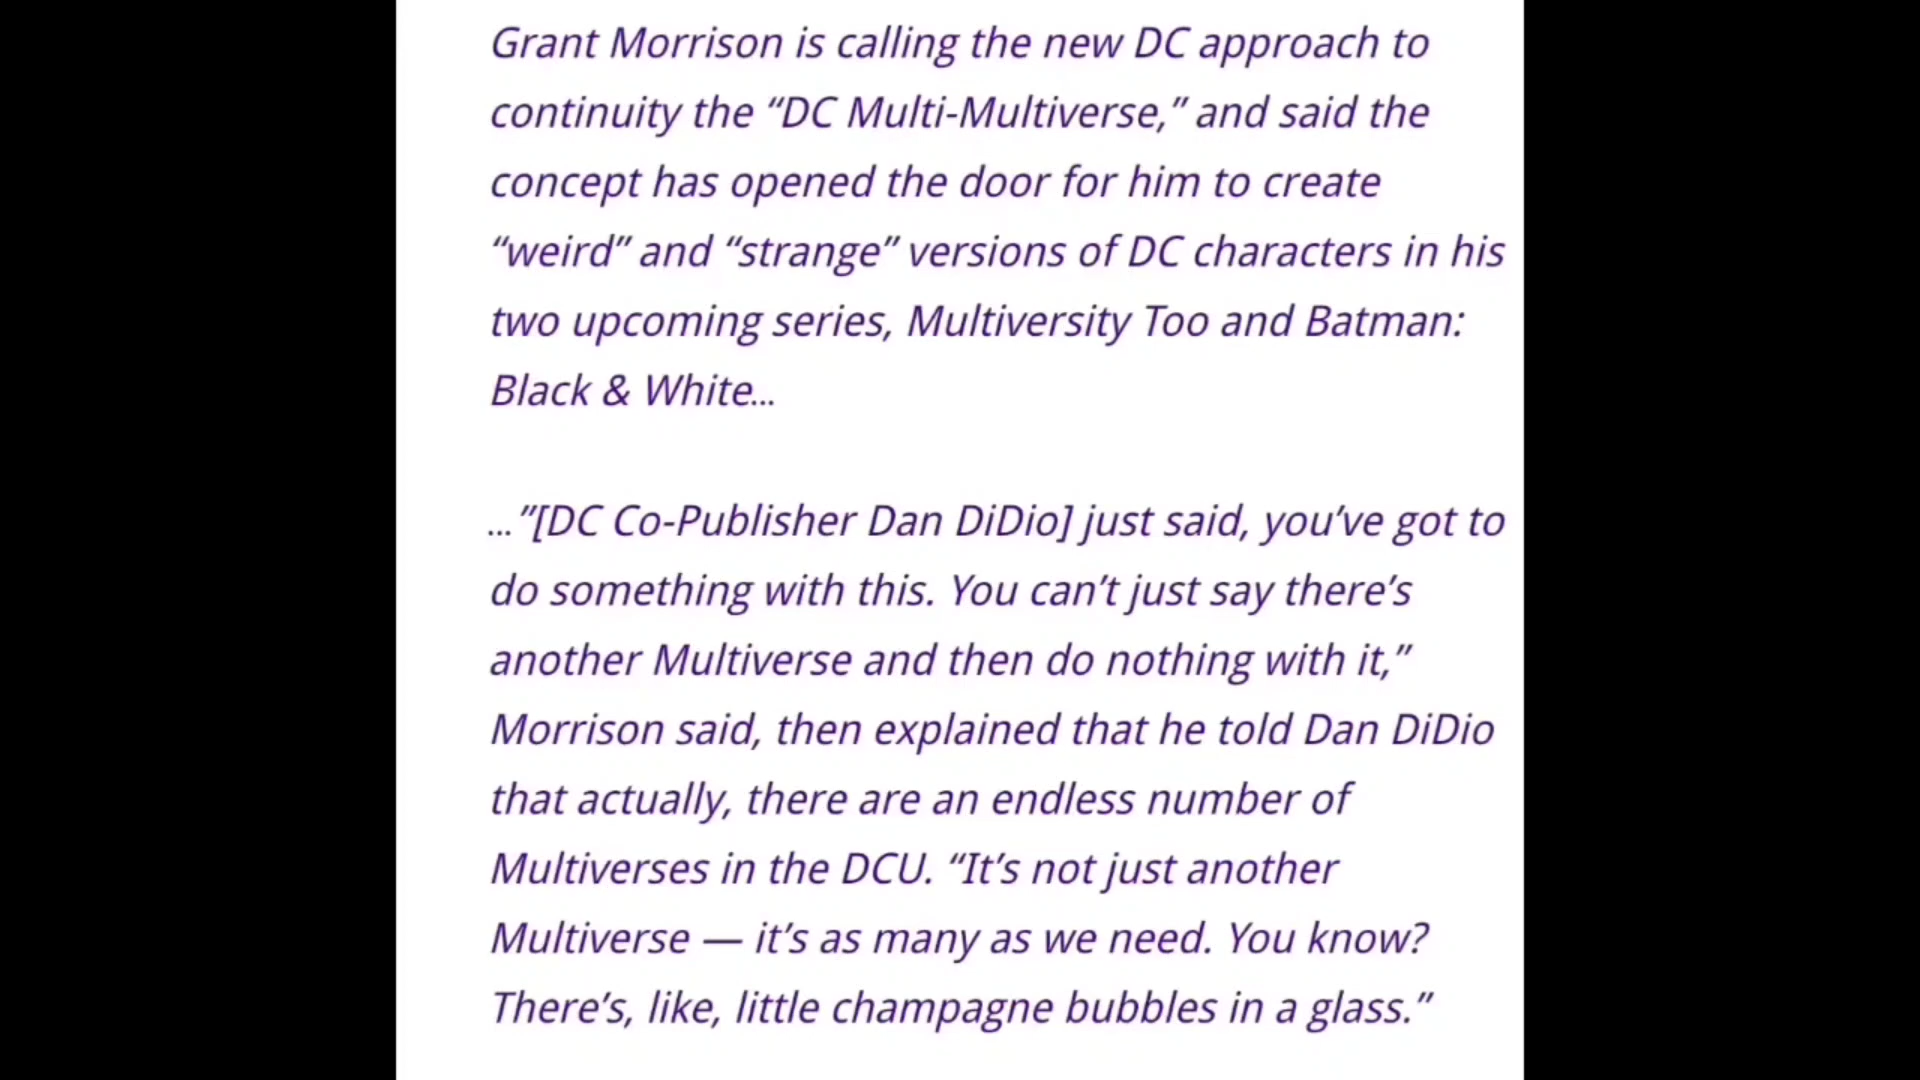 Grant Morrison is calling the new DC approach to
continuity the “DC Multi-Multiverse,” and said the
concept has opened the door for him to create
“weird” and “strange” versions of DC characters in his
two upcoming series, Multiversity Too and Batman:
Black & White…
…”[DC Co-Publisher Dan DiDio] just said, you’ve got to
do something with this. You can’t just say there’s
another Multiverse and then do nothing with it,”
Morrison said, then explained that he told Dan DiDio
that actually, there are an endless number of
Multiverses in the DCU. “It’s not just another
Multiverse — it’s as many as we need. You know?
There’s, like, little champagne bubbles in a glass.”